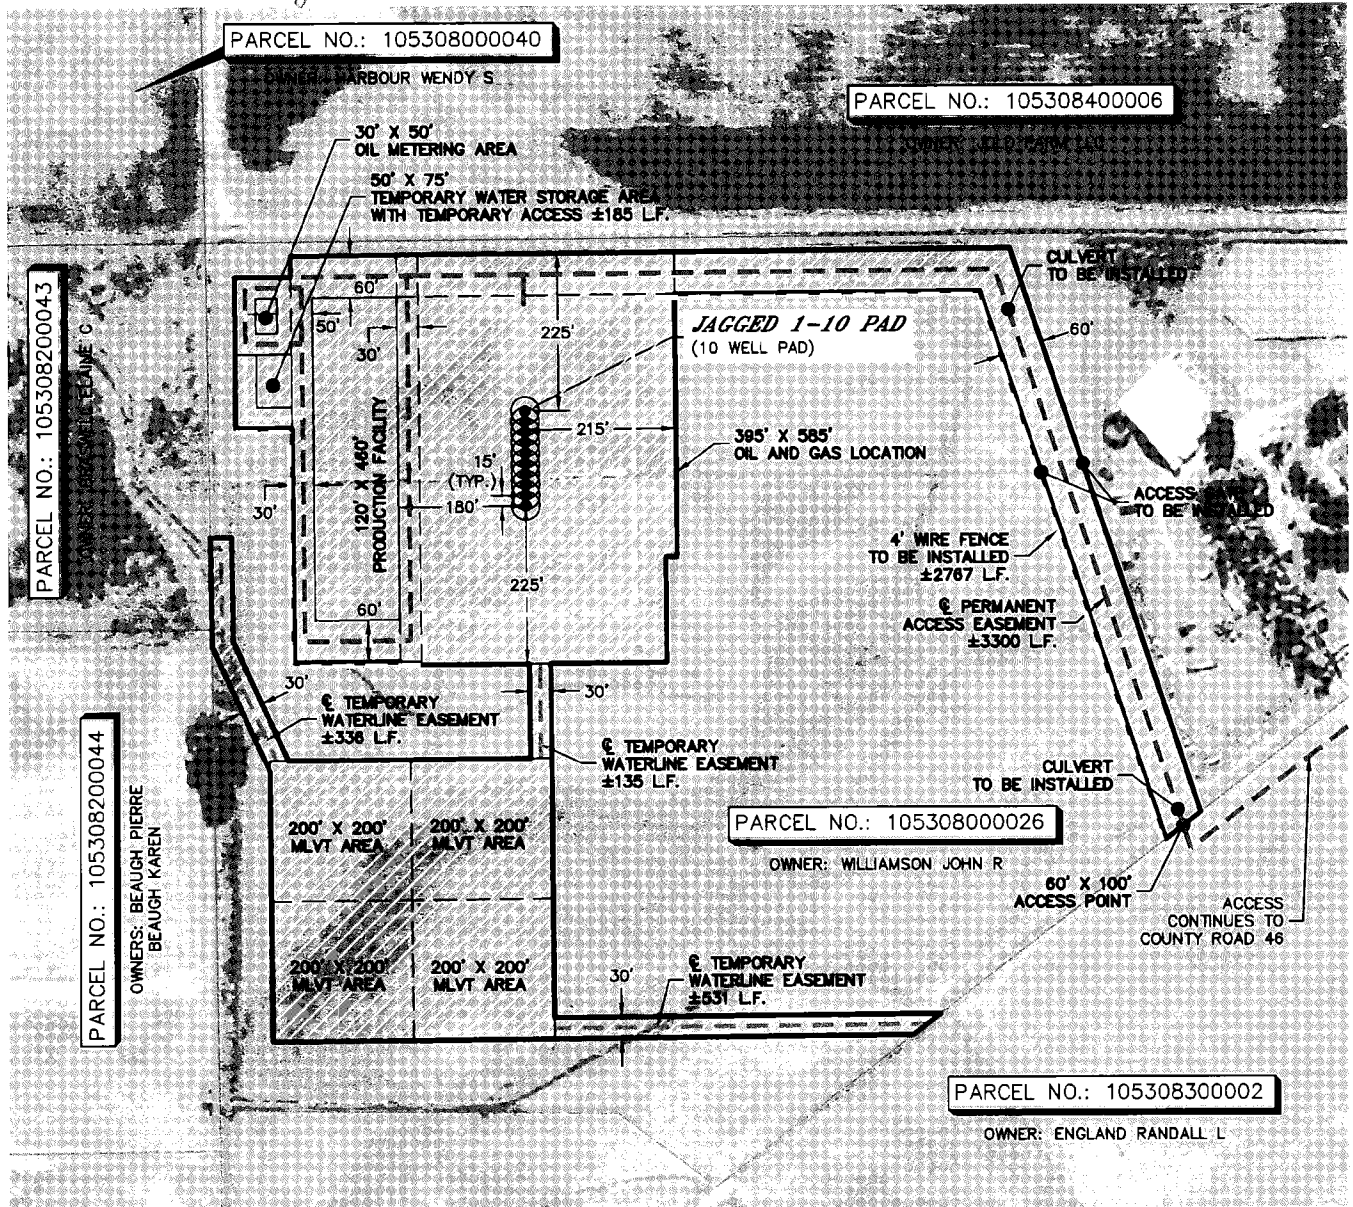 PARCEL NO.: 105308000040
OWNER: HARBOUR WENDY S
PARCEL NO.: 105308400006
30' X 50'
OIL METERING AREA
50' X 75'
TEMPORARY WATER STORAGE AREA
WITH TEMPORARY ACCESS ±185 L.F.
CULVERT
TO BE INSTALLED
PARCEL NO.: 105308200043
ELAINE C
60'
50'
30'
225'
JAGGED 1-10 PAD
(10 WELL PAD)
60'
215'
395' X 585'
OIL AND GAS LOCATION
120' X 460'
PRODUCTION FACILITY
15'
(TYP.)
180'
30'
ACCESS
TO BE INSTALLED
4' WIRE FENCE
TO BE INSTALLED
±2767 L.F.
225'
60'
℄ PERMANENT
ACCESS EASEMENT
±3300 L.F.
30'
℄ TEMPORARY
WATERLINE EASEMENT
±336 L.F.
30'
℄ TEMPORARY
WATERLINE EASEMENT
±135 L.F.
CULVERT
TO BE INSTALLED
PARCEL NO.: 105308200044
OWNERS: BEAUGH PIERRE
BEAUGH KAREN
200' X 200'
MLVT AREA
200' X 200'
MLVT AREA
PARCEL NO.: 105308000026
OWNER: WILLIAMSON JOHN R
60' X 100'
ACCESS POINT
ACCESS
CONTINUES TO
COUNTY ROAD 46
200' X 200'
MLVT AREA
200' X 200'
MLVT AREA
30'
℄ TEMPORARY
WATERLINE EASEMENT
±531 L.F.
PARCEL NO.: 105308300002
OWNER: ENGLAND RANDALL L